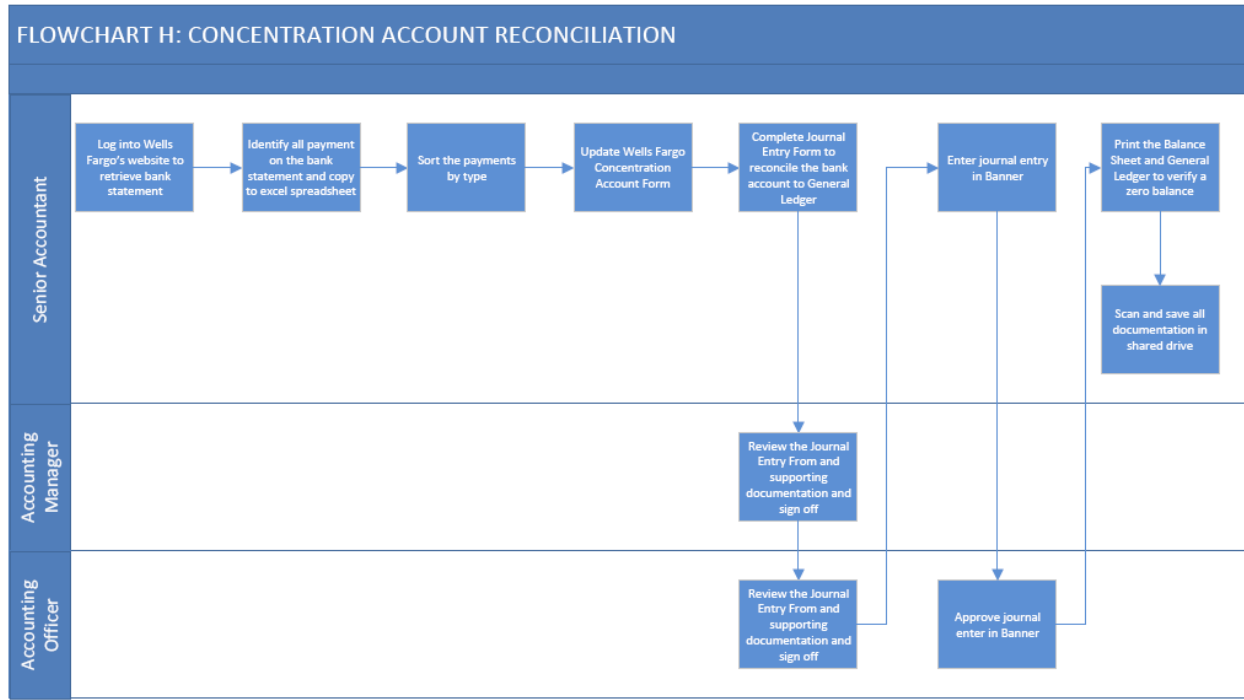 FLOWCHART H: CONCENTRATION ACCOUNT RECONCILIATION
Senior Accountant
Log into Wells
Fargo's website to
retrieve bank
statement
Identify all payment
on the bank
statement and copy
to excel spreadsheet
Sort the payments
by type
Update Wells Fargo
Concentration
Account Form
Complete Journal
Entry Form to
reconcile the bank
account to General
Ledger
Enter journal entry
in Banner
Print the Balance
Sheet and General
Ledger to verify a
zero balance
Scan and save all
documentation in
shared drive
Accounting
Manager
Review the Journal
Entry From and
supporting
documentation and
sign off
Accounting
Officer
Review the Journal
Entry From and
supporting
documentation and
sign off
Approve journal
enter in Banner